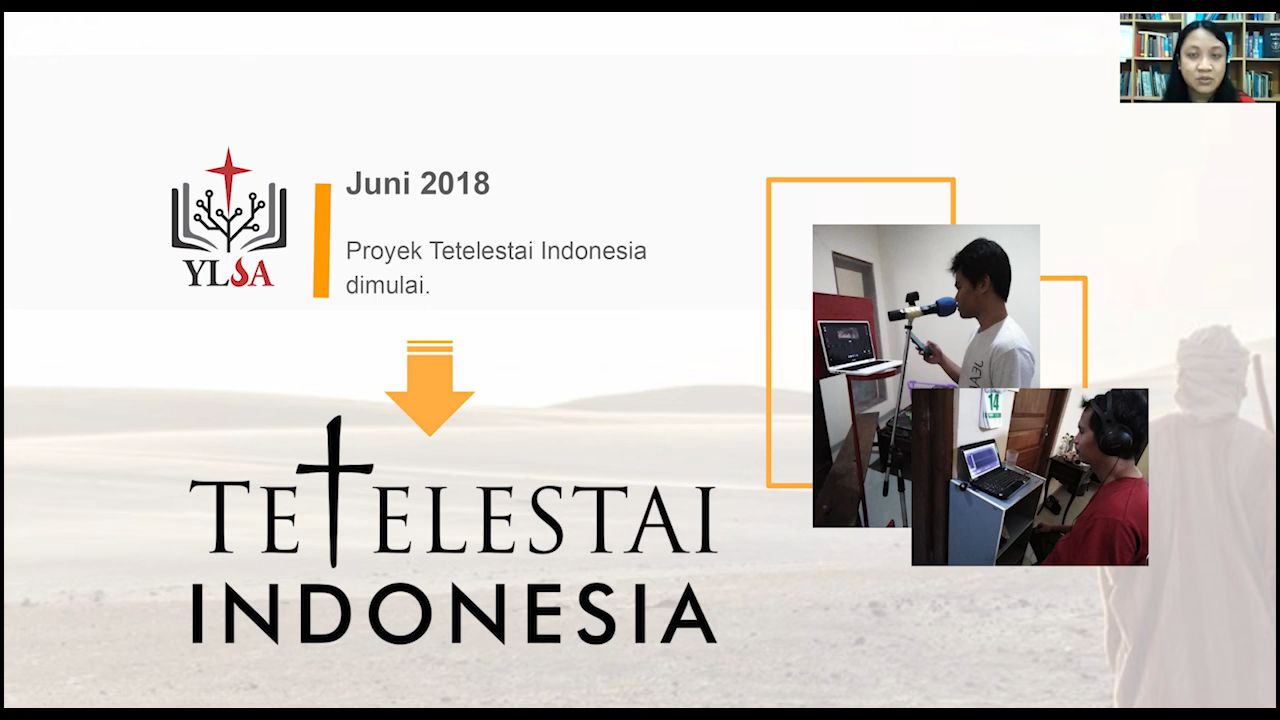 YLSA
Juni 2018
Proyek Tetelestai Indonesia
dimulai.
TETELESTAI
INDONESIA
14